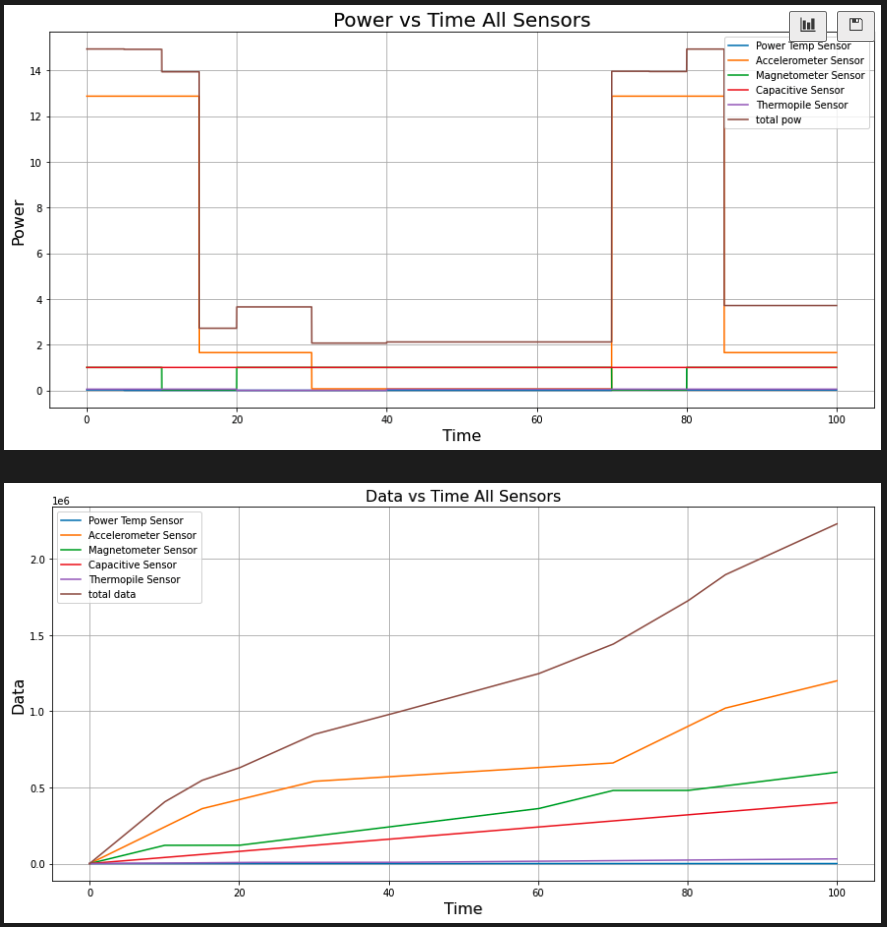 Power vs Time All Sensors
Power Temp Sensor
Accelerometer Sensor
Magnetometer Sensor
Capacitive Sensor
Thermopile Sensor
total pow
14
12
10
8
6
4
2
0
Power
0 20 40 60 80 100
Time
Data vs Time All Sensors
1e6
Power Temp Sensor
Accelerometer Sensor
Magnetometer Sensor
Capacitive Sensor
Thermopile Sensor
total data
2.0
1.5
1.0
0.5
0.0
Data
0 20 40 60 80 100
Time